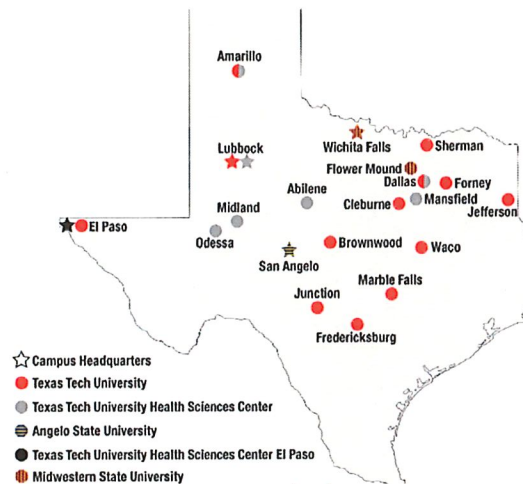 Amarillo
Wichita Falls
Sherman
Lubbock
Flower Mound
Dallas
Forney
Abilene
Mansfield
Cleburne
Jefferson
Midland
El Paso
Odessa
Brownwood
Waco
San Angelo
Marble Falls
Junction
Fredericksburg
Campus Headquarters
Texas Tech University
Texas Tech University Health Sciences Center
Angelo State University
Texas Tech University Health Sciences Center El Paso
Midwestern State University